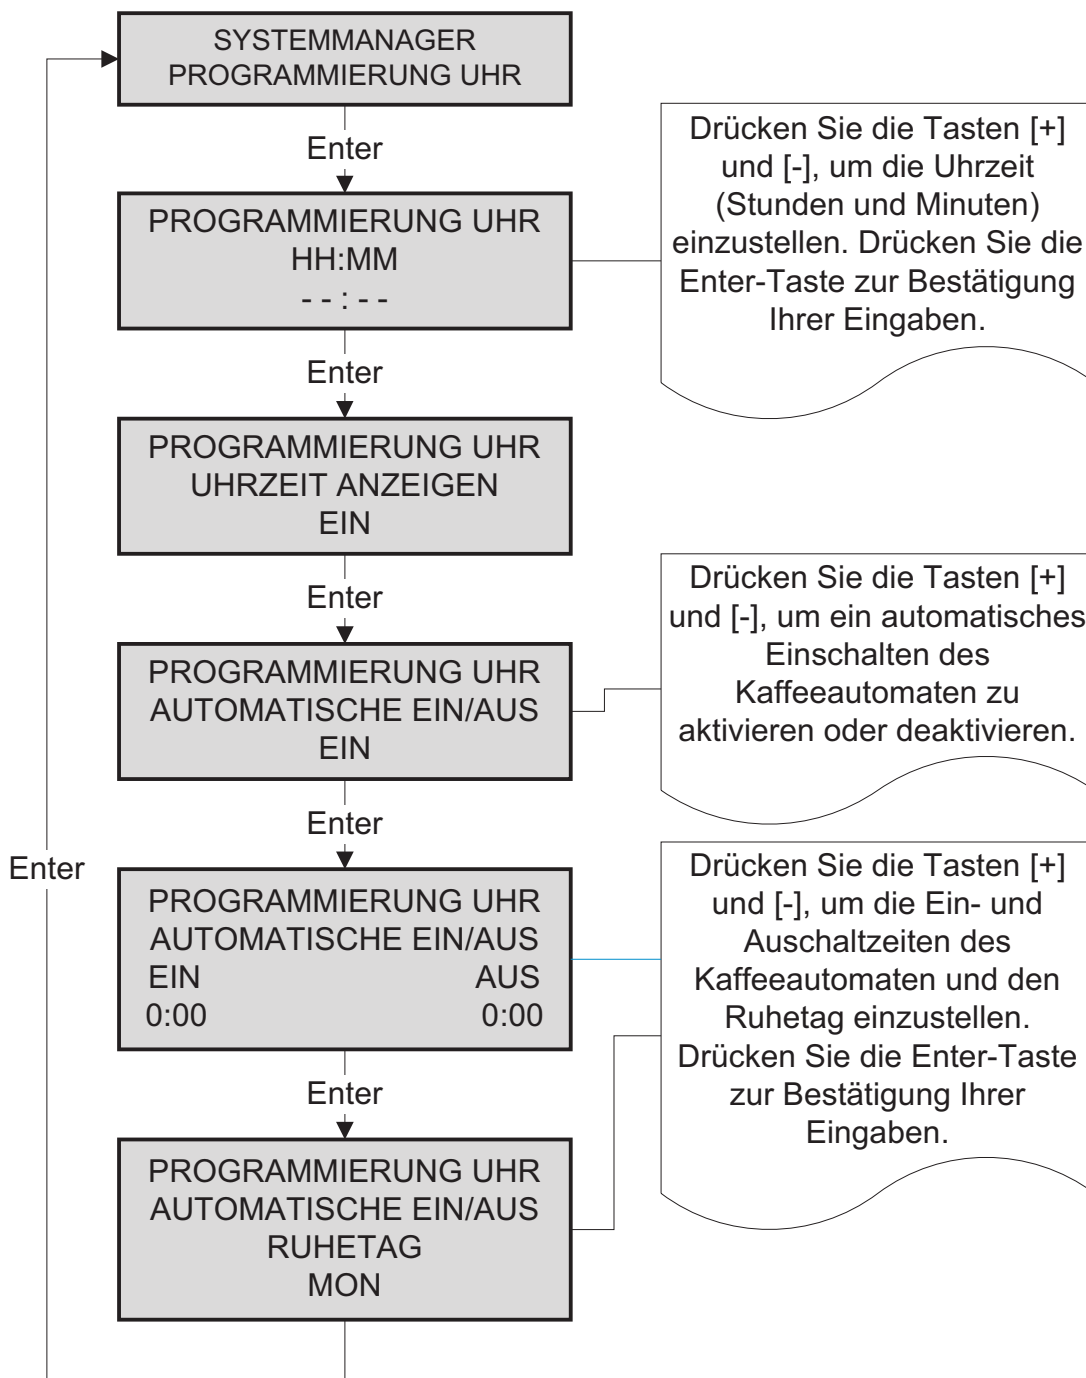 SYSTEMMANAGER
PROGRAMMIERUNG UHR
Enter
PROGRAMMIERUNG UHR
HH:MM
- - : - -
Drücken Sie die Tasten [+]
und [-], um die Uhrzeit
(Stunden und Minuten)
einzustellen. Drücken Sie die
Enter-Taste zur Bestätigung
Ihrer Eingaben.
Enter
PROGRAMMIERUNG UHR
UHRZEIT ANZEIGEN
EIN
Enter
PROGRAMMIERUNG UHR
AUTOMATISCHE EIN/AUS
EIN
Drücken Sie die Tasten [+]
und [-], um ein automatisches
Einschalten des
Kaffeeautomaten zu
aktivieren oder deaktivieren.
Enter
Enter
PROGRAMMIERUNG UHR
AUTOMATISCHE EIN/AUS
EIN AUS
0:00 0:00
Drücken Sie die Tasten [+]
und [-], um die Ein- und
Auschaltzeiten des
Kaffeeautomaten und den
Ruhetag einzustellen.
Drücken Sie die Enter-Taste
zur Bestätigung Ihrer
Eingaben.
Enter
PROGRAMMIERUNG UHR
AUTOMATISCHE EIN/AUS
RUHETAG
MON